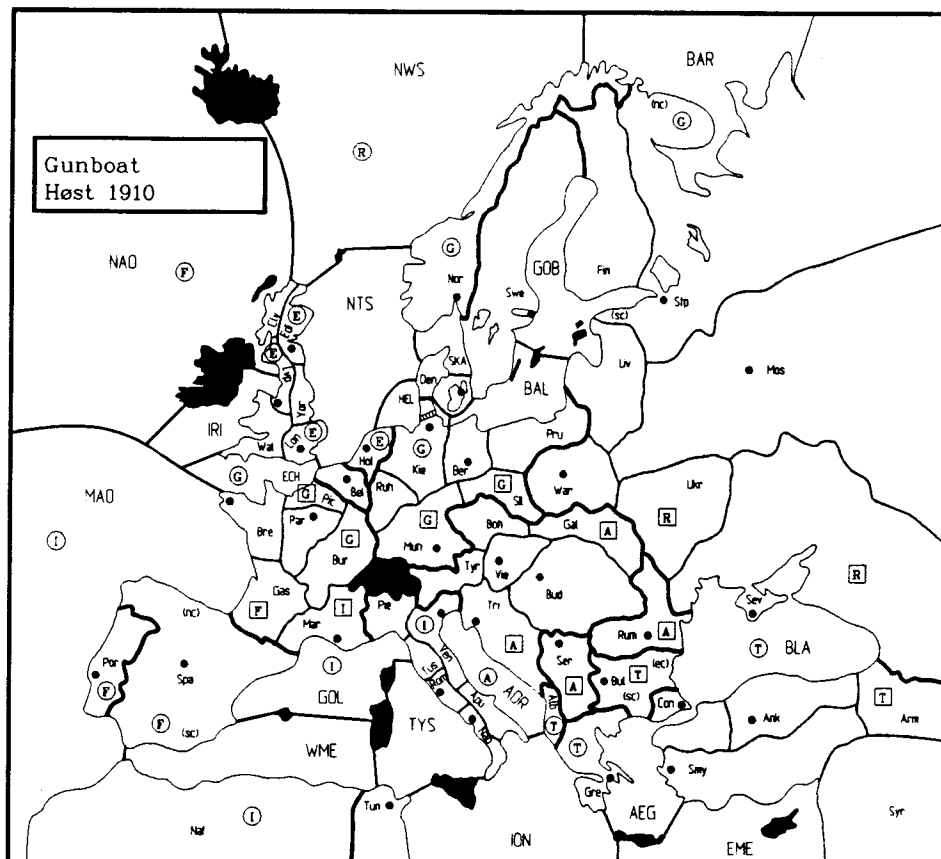 NWS
BAR
(nc)
G
R
Gunboat
Høst 1910
NAO
F
NTS
G
Nor
GOB
Fin
Swe
Stp
(sc)
Cly
E
Edi
E
SKA
Den
BAL
Liv
Mos
IRI
Wal
Yor
Lon
E
HEL
Hol
E
Kie
G
Ber
Pru
War
Ukr
R
MAO
I
G
ECH
G
Pic
Bel
Ruh
G
Sil
Bre
Par
G
Bur
G
Mun
Boh
Gal
A
Tyr
Vie
Bud
R
Sev
Gas
F
Mar
I
Pie
I
Ven
Tri
A
Rum
A
T
BLA
(nc)
Por
F
Spa
F
(sc)
I
GOL
Tus
Rom
A
ADR
Apu
Nap
Ser
A
Bul
T
(ec)
(sc)
Con
Ank
T
Arm
TYS
WME
Alb
T
T
Gre
AEG
Smy
Naf
I
Tun
ION
EME
Syr